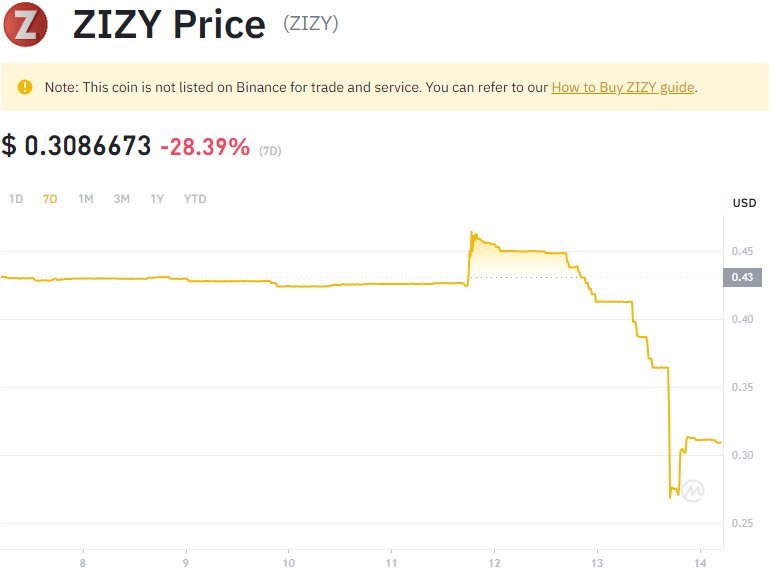 Z ZIZY Price (ZIZY)
Note: This coin is not listed on Binance for trade and service. You can refer to our How to Buy ZIZY guide.
$ 0.3086673 -28.39% (7D)
1D 7D 1M 3M 1Y YTD
USD
0.45
0.43
0.40
0.35
0.30
0.25
8 9 10 11 12 13 14